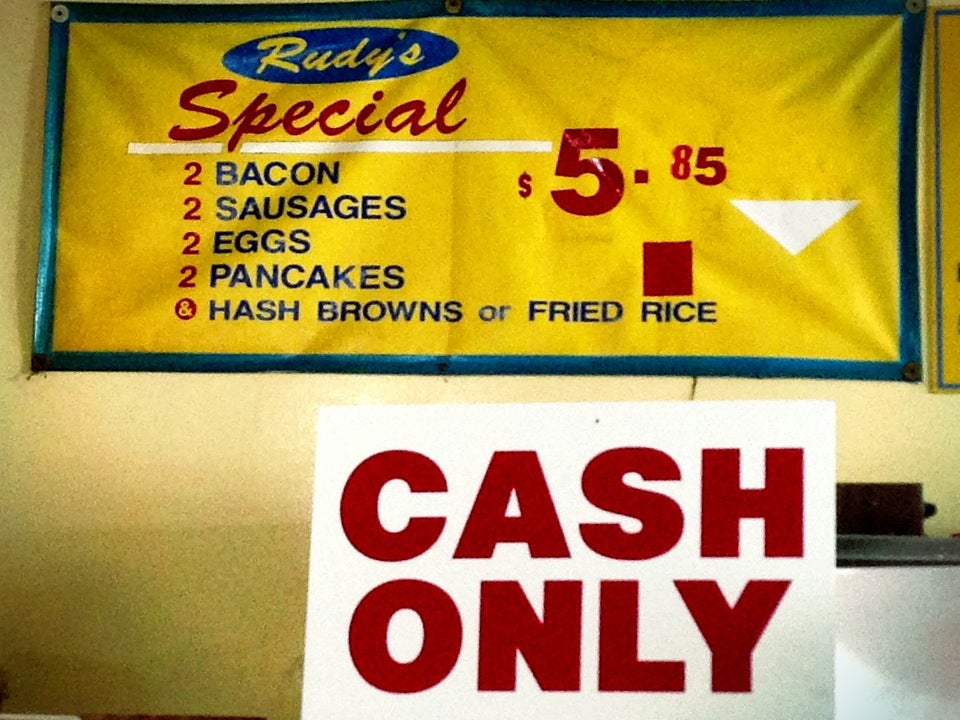 Rudy's
Special
2 BACON
2 SAUSAGES
2 EGGS
2 PANCAKES
& HASH BROWNS or FRIED RICE
$5.85
CASH
ONLY